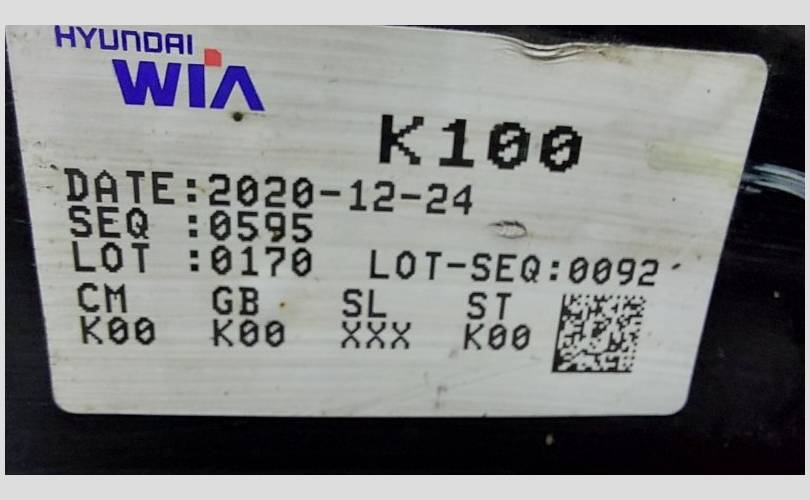 HYUNDAI
WIA
K100
DATE:2020-12-24
SEQ :0595
LOT :0170 LOT-SEQ:0092
CM GB SL ST
K00 K00 XXX K00